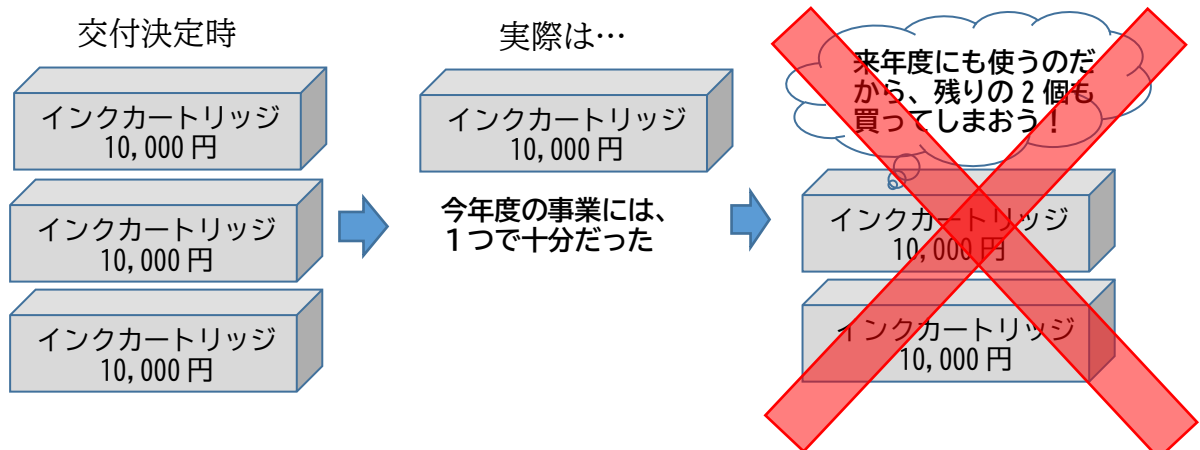 交付決定時
インクカートリッジ
10,000円
インクカートリッジ
10,000円
インクカートリッジ
10,000円
実際は…
インクカートリッジ
10,000円
今年度の事業には、
１つで十分だった
来年度にも使うのだ
から、残りの２個も
買ってしまおう！
インクカートリッジ
10,000円
インクカートリッジ
10,000円